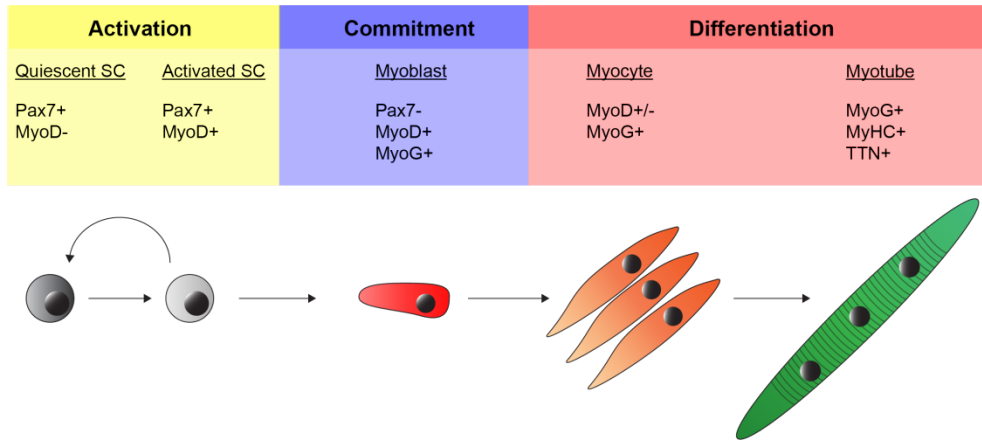 Activation
Commitment
Differentiation
Quiescent SC
Pax7+
MyoD-
Activated SC
Pax7+
MyoD+
Myoblast
Pax7-
MyoD+
MyoG+
Myocyte
MyoD+/-
MyoG+
Myotube
MyoG+
MyHC+
TTN+